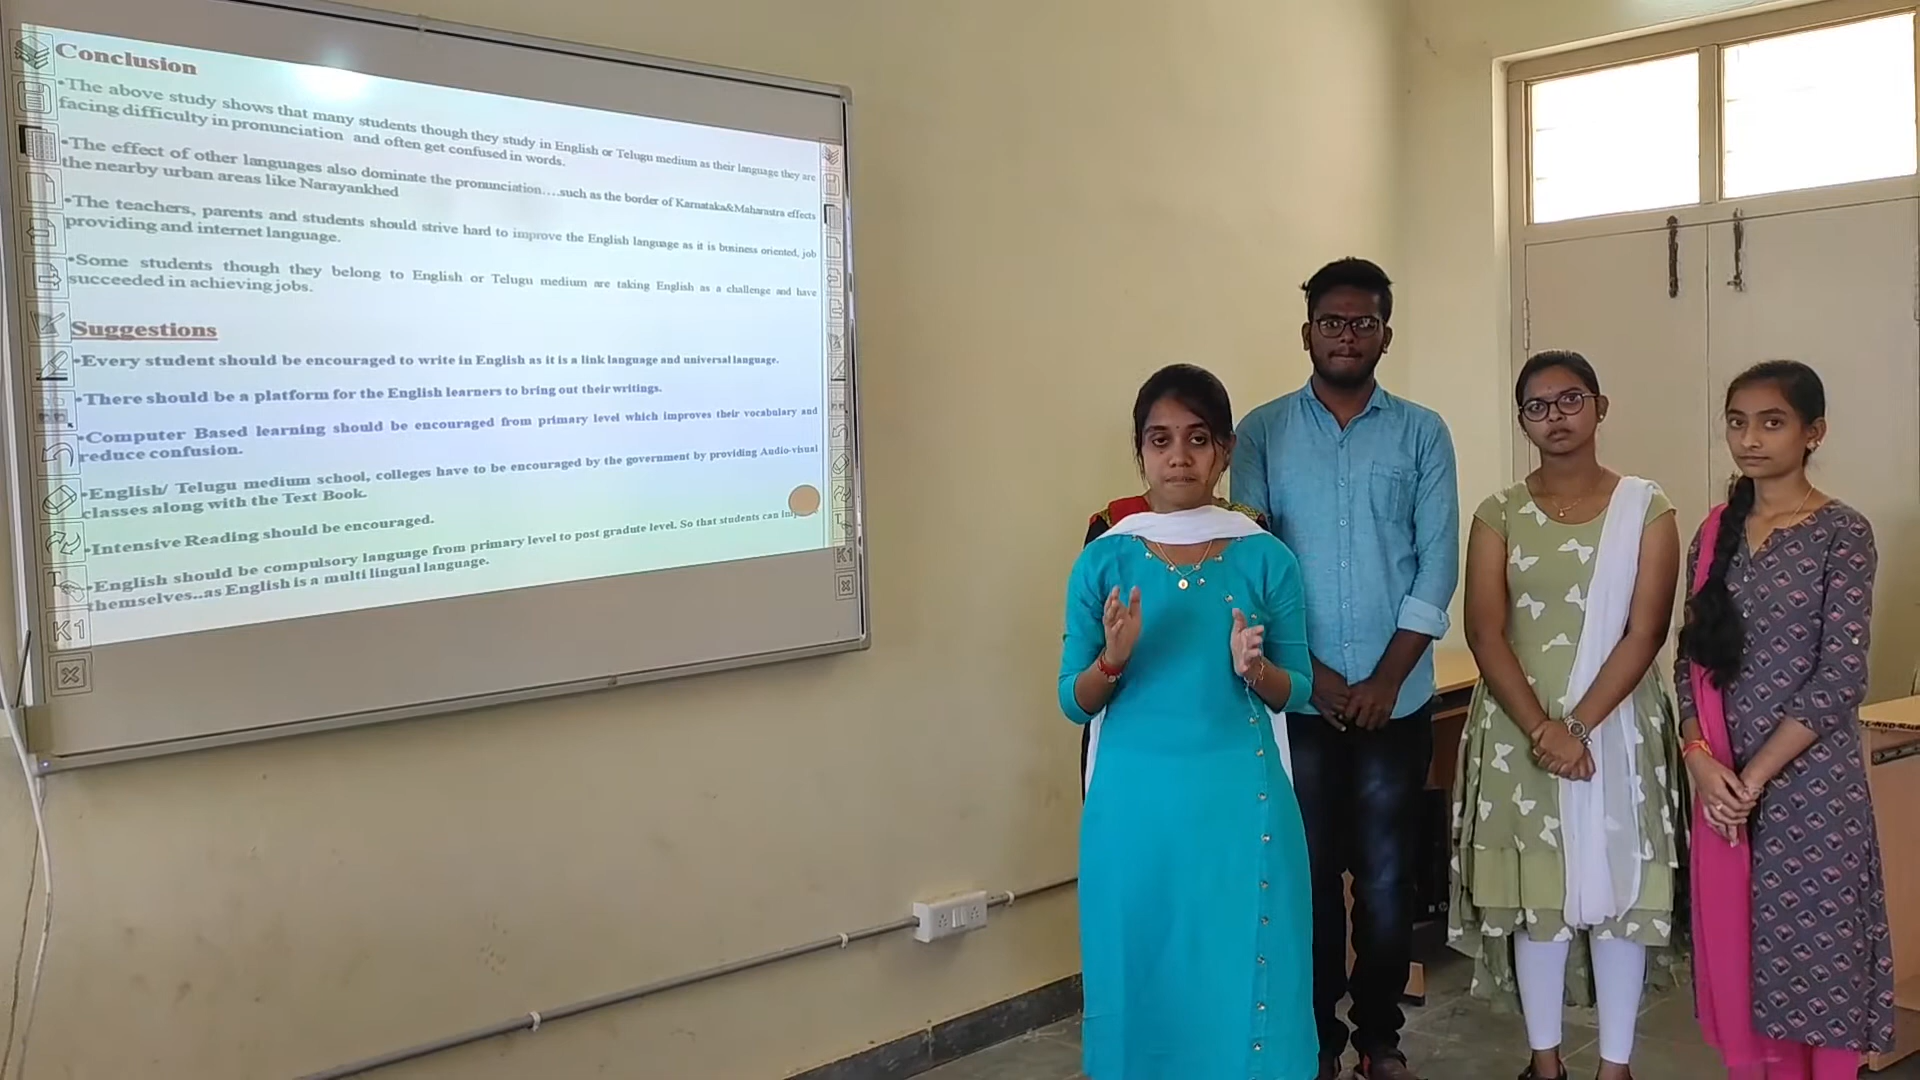 Conclusion
•The above study shows that many students though they study in English or Telugu medium as their language they are
facing difficulty in pronunciation and often get confused in words.
•The effect of other languages also dominate the pronunciation....such as the border of Karnataka&Maharastra effects
the nearby urban areas like Narayankhed
•The teachers, parents and students should strive hard to improve the English language as it is business oriented, job
providing and internet language.
•Some students though they belong to English or Telugu medium are taking English as a challenge and have
succeeded in achieving jobs.
Suggestions
•Every student should be encouraged to write in English as it is a link language and universal language.
•There should be a platform for the English learners to bring out their writings.
•Computer Based learning should be encouraged from primary level which improves their vocabulary and
reduce confusion.
•English/ Telugu medium school, colleges have to be encouraged by the government by providing Audio-visual
classes along with the Text Book.
•Intensive Reading should be encouraged.
•English should be compulsory language from primary level to post gradute level. So that students can
themselves..as English is a multi lingual language.
K1
K1